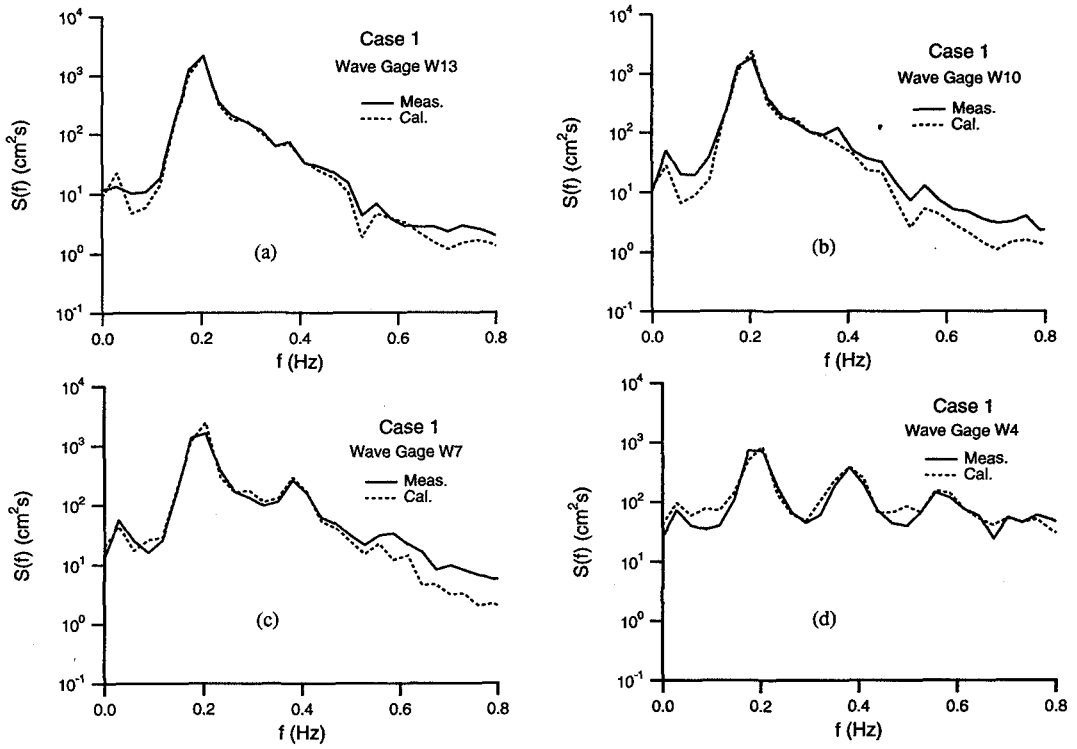 Case 1
Wave Gage W13
Meas.
Cal.
S(f) (cm²s)
10⁴
10³
10²
10¹
10⁰
10⁻¹
(a)
0.0 0.2 0.4 0.6 0.8
f (Hz)
Case 1
Wave Gage W10
Meas.
Cal.
S(f) (cm²s)
10⁴
10³
10²
10¹
10⁰
10⁻¹
(b)
0.0 0.2 0.4 0.6 0.8
f (Hz)
Case 1
Wave Gage W7
Meas.
Cal.
S(f) (cm²s)
10⁴
10³
10²
10¹
10⁰
10⁻¹
(c)
0.0 0.2 0.4 0.6 0.8
f (Hz)
Case 1
Wave Gage W4
Meas.
Cal.
S(f) (cm²s)
10⁴
10³
10²
10¹
10⁰
10⁻¹
(d)
0.0 0.2 0.4 0.6 0.8
f (Hz)